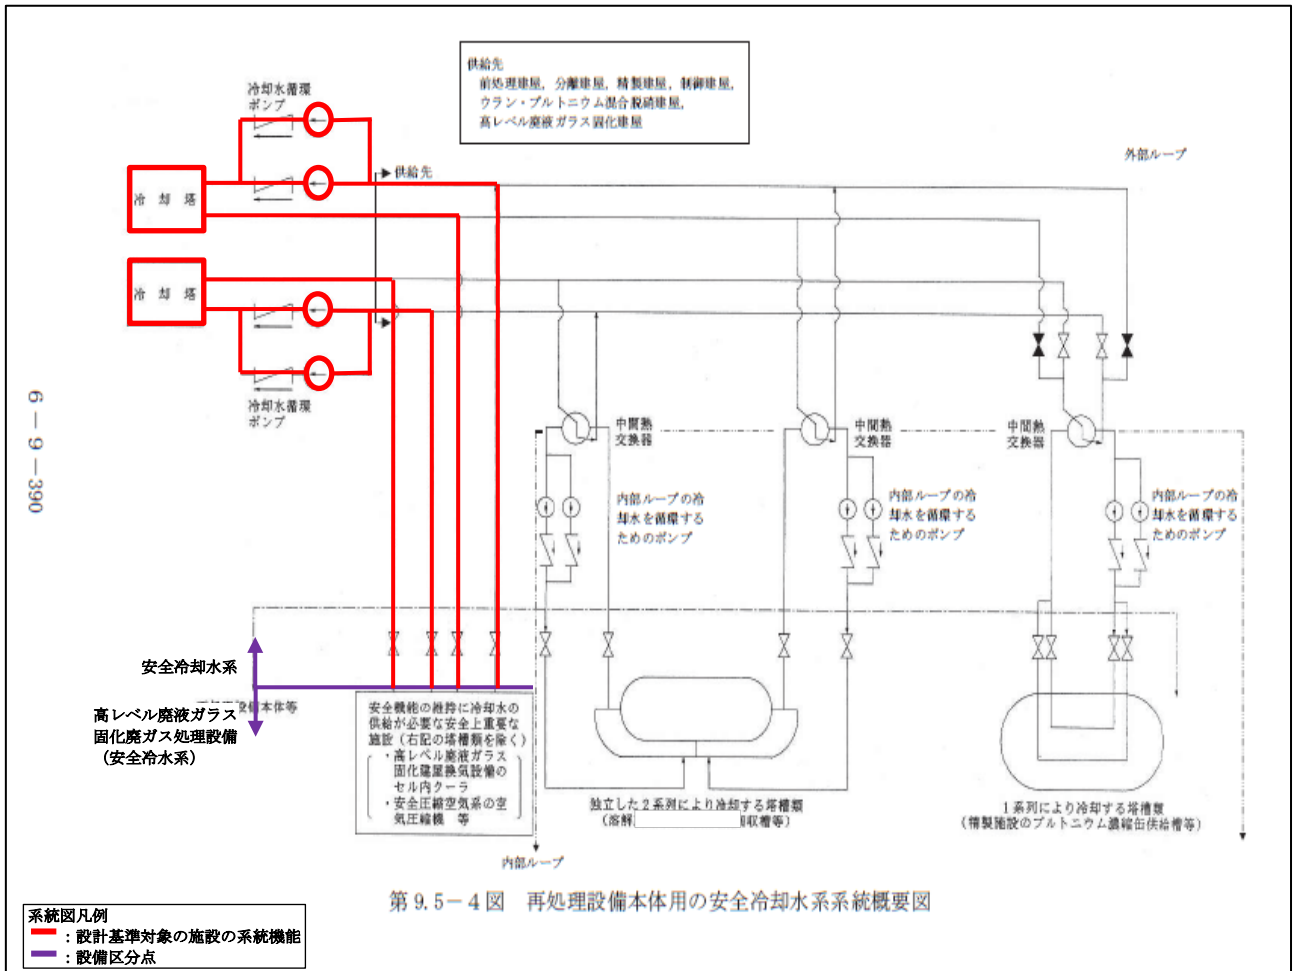 供給先
前処理建屋，分離建屋，精製建屋，制御建屋，
ウラン・プルトニウム混合脱硝建屋，
高レベル廃液ガラス固化建屋
冷却水循環
ポンプ
外部ループ
供給先
冷　却　塔
冷　却　塔
冷却水循環
ポンプ
6－9－390
中間熱
交換器
中間熱
交換器
中間熱
交換器
内部ループの冷
却水を循環する
ためのポンプ
内部ループの冷
却水を循環する
ためのポンプ
内部ループの冷
却水を循環する
ためのポンプ
安全冷却水系
設備本体等
高レベル廃液ガラス
固化廃ガス処理設備
（安全冷水系）
安全機能の維持に冷却水の
供給が必要な安全上重要な
施設（右記の塔槽類を除く）
・高レベル廃液ガラス
固化建屋換気設備の
セル内クーラ
・安全圧縮空気系の空
気圧縮機　等
独立した2系列により冷却する塔槽類
（溶解 回収槽等）
1系列により冷却する塔槽類
（精製施設のプルトニウム濃縮缶供給槽等）
内部ループ
第9.5－4図　再処理設備本体用の安全冷却水系系統概要図
系統図凡例
：設計基準対象の施設の系統機能
：設備区分点